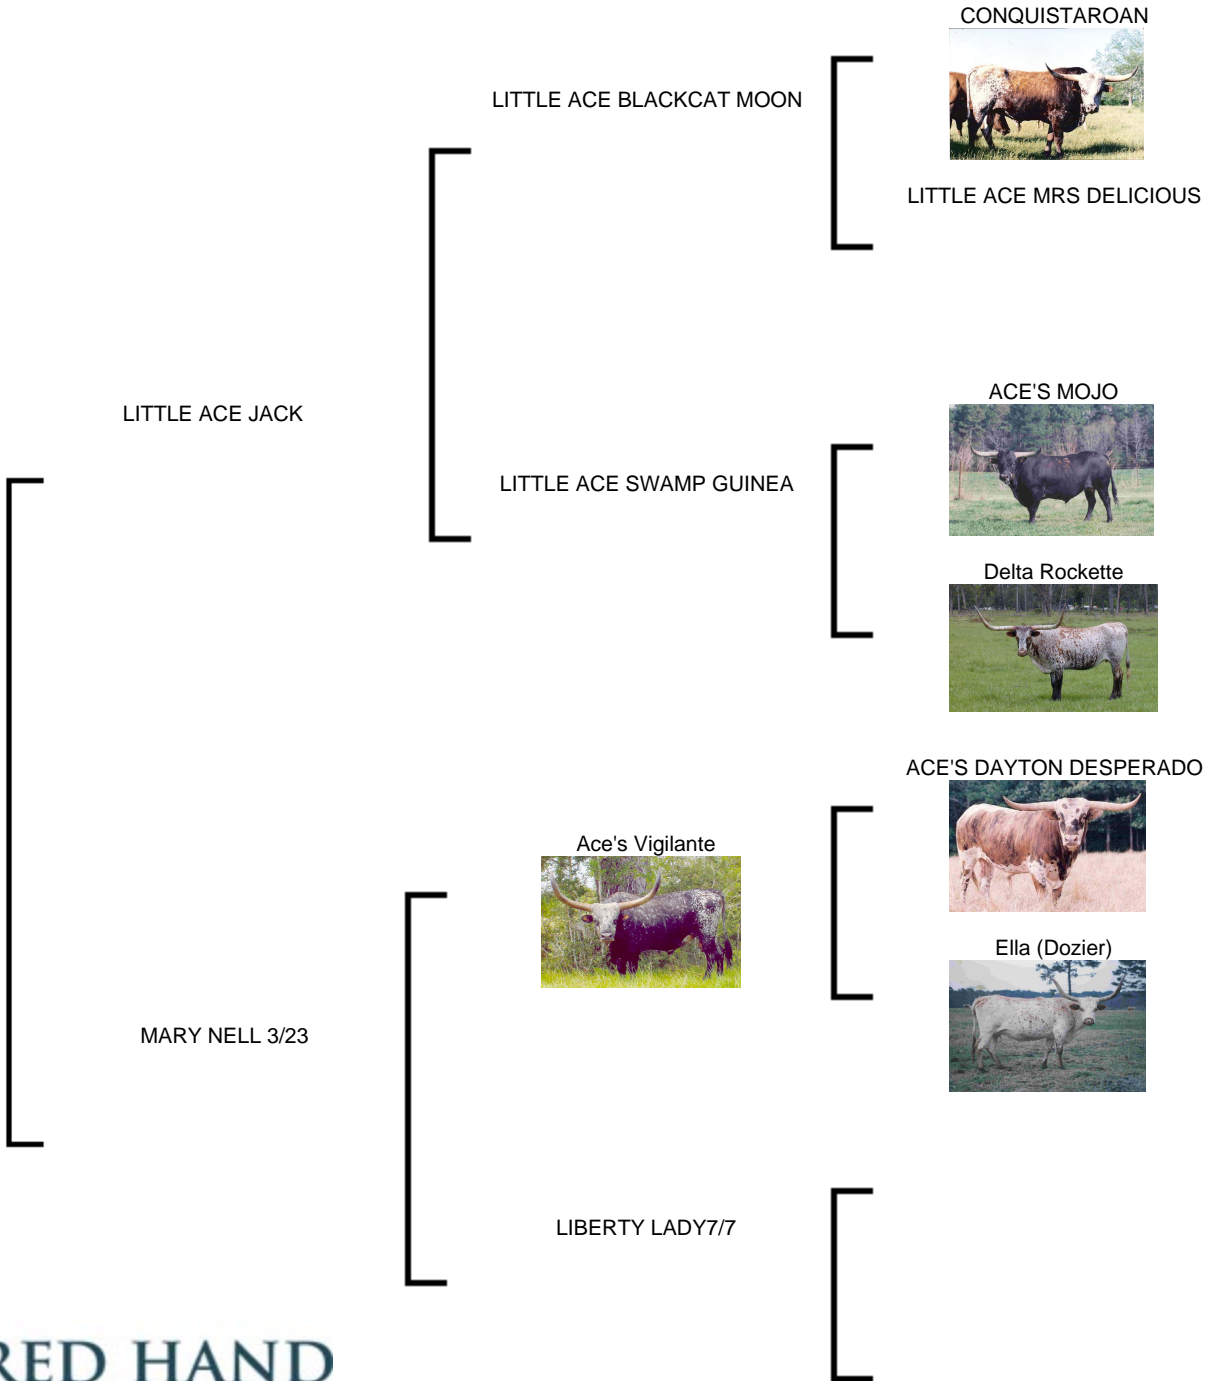 CONQUISTAROAN
LITTLE ACE BLACKCAT MOON
LITTLE ACE MRS DELICIOUS
ACE'S MOJO
LITTLE ACE JACK
LITTLE ACE SWAMP GUINEA
Delta Rockette
ACE'S DAYTON DESPERADO
Ace's Vigilante
Ella (Dozier)
MARY NELL 3/23
LIBERTY LADY7/7
RED HAND